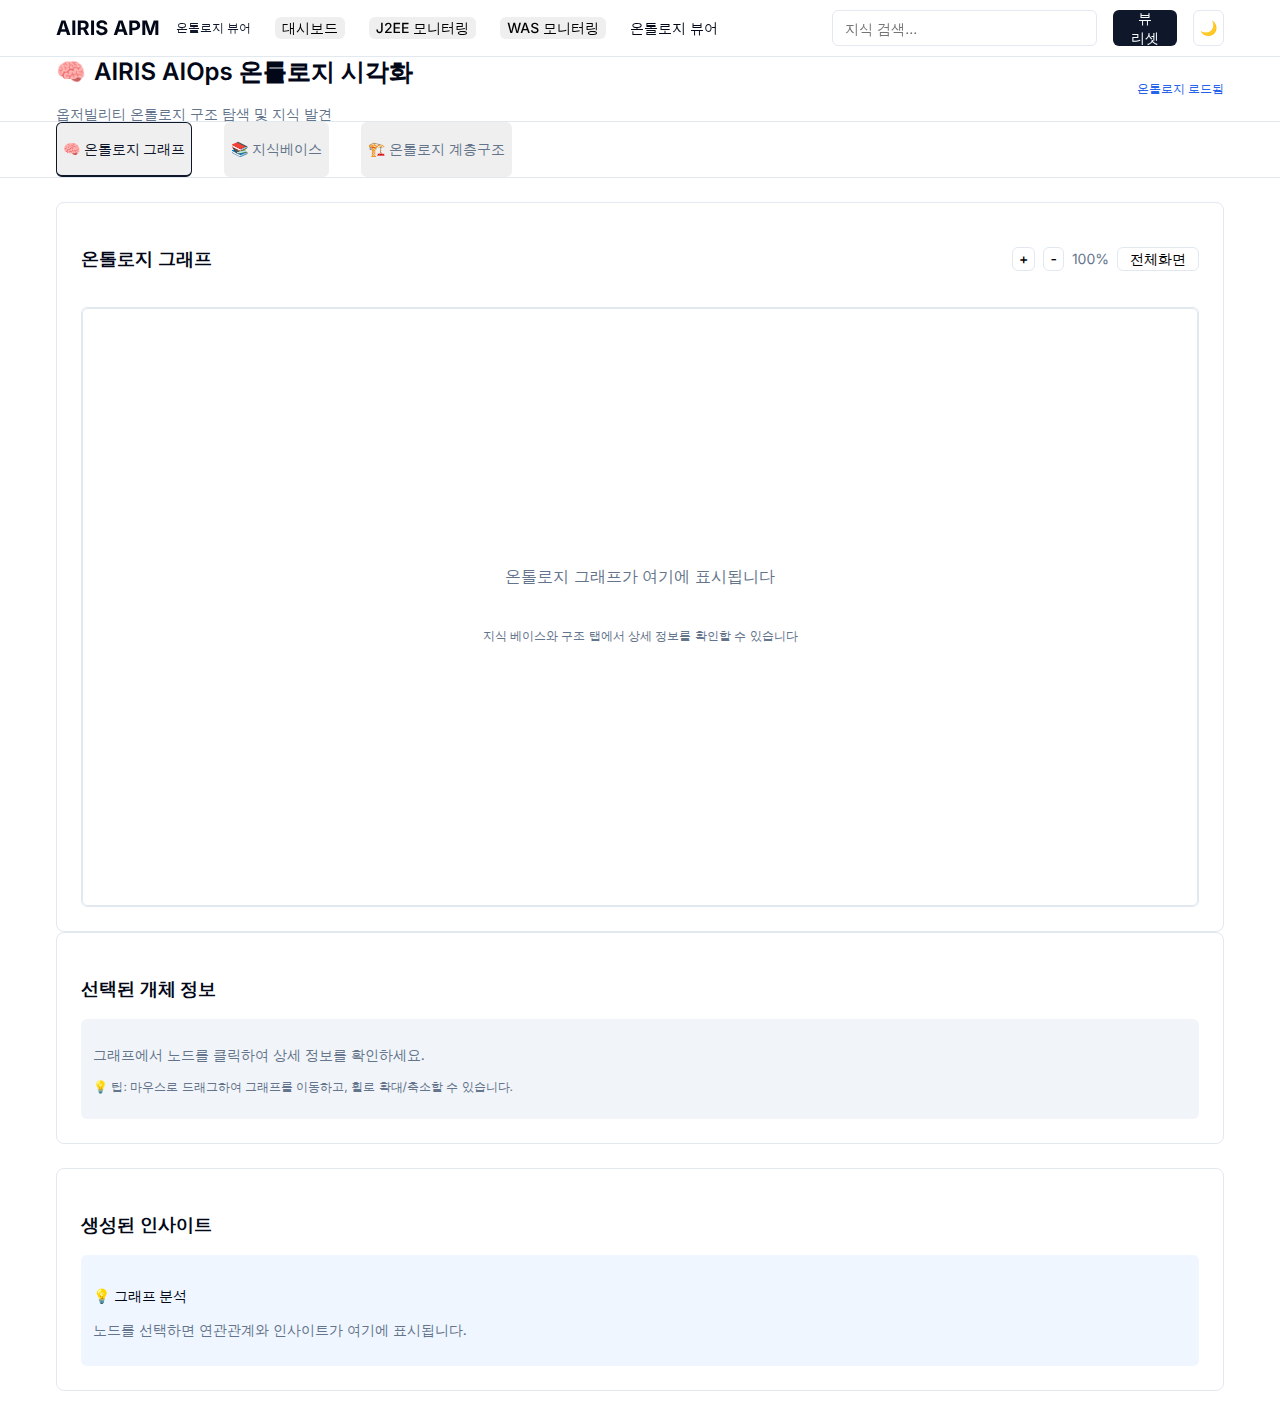 AIRIS APM 온톨로지 뷰어 대시보드 J2EE 모니터링 WAS 모니터링 온톨로지 뷰어 지식 검색... 뷰
리셋
🧠 AIRIS AIOps 온톨로지 시각화
온톨로지 로드됨
옵저빌리티 온톨로지 구조 탐색 및 지식 발견
🧠 온톨로지 그래프 📚 지식베이스 🏗️ 온톨로지 계층구조
온톨로지 그래프 + - 100% 전체화면
온톨로지 그래프가 여기에 표시됩니다
지식 베이스와 구조 탭에서 상세 정보를 확인할 수 있습니다
선택된 개체 정보
그래프에서 노드를 클릭하여 상세 정보를 확인하세요.
💡 팁: 마우스로 드래그하여 그래프를 이동하고, 휠로 확대/축소할 수 있습니다.
생성된 인사이트
💡 그래프 분석
노드를 선택하면 연관관계와 인사이트가 여기에 표시됩니다.